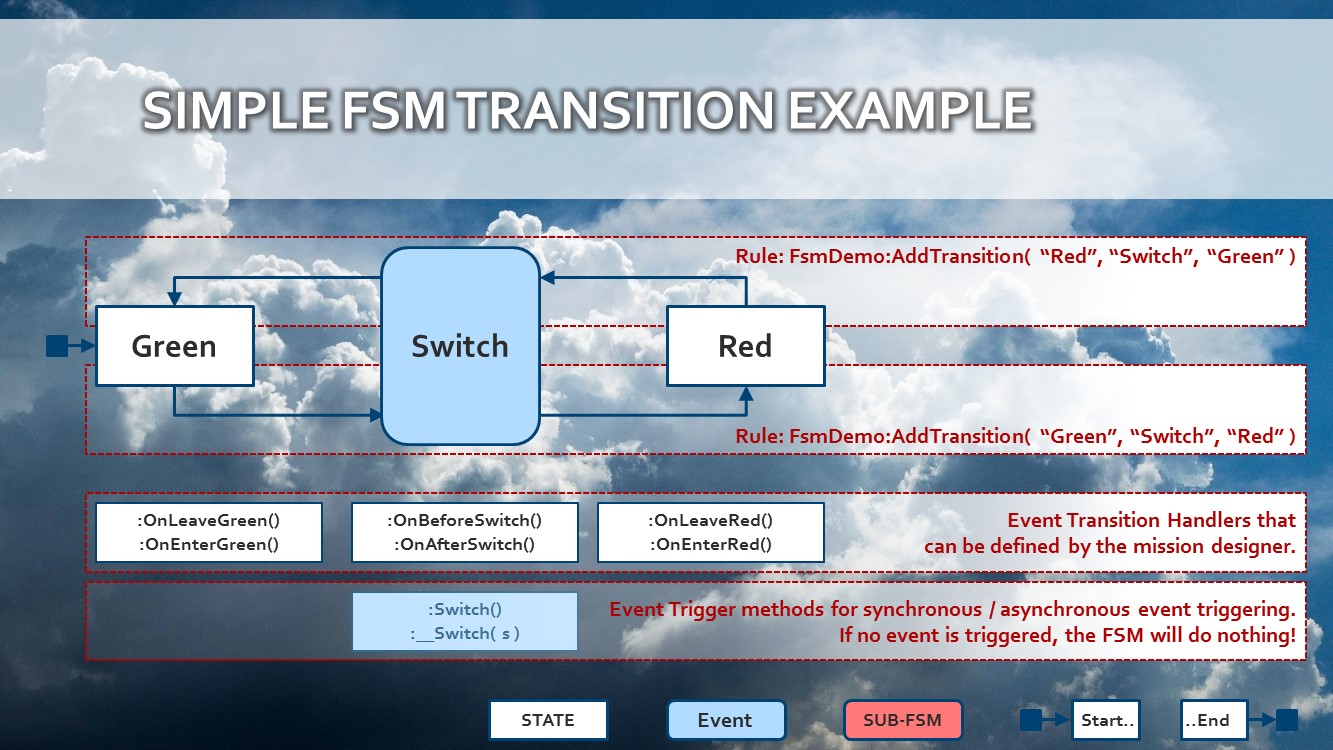 SIMPLE FSM TRANSITION EXAMPLE
Rule: FsmDemo:AddTransition( “Red”, “Switch”, “Green” )
Green
Switch
Red
Rule: FsmDemo:AddTransition( “Green”, “Switch”, “Red” )
:OnLeaveGreen()
:OnEnterGreen()
:OnBeforeSwitch()
:OnAfterSwitch()
:OnLeaveRed()
:OnEnterRed()
Event Transition Handlers that
can be defined by the mission designer.
:Switch()
:__Switch( s )
Event Trigger methods for synchronous / asynchronous event triggering.
If no event is triggered, the FSM will do nothing!
STATE
Event
SUB-FSM
Start..
..End